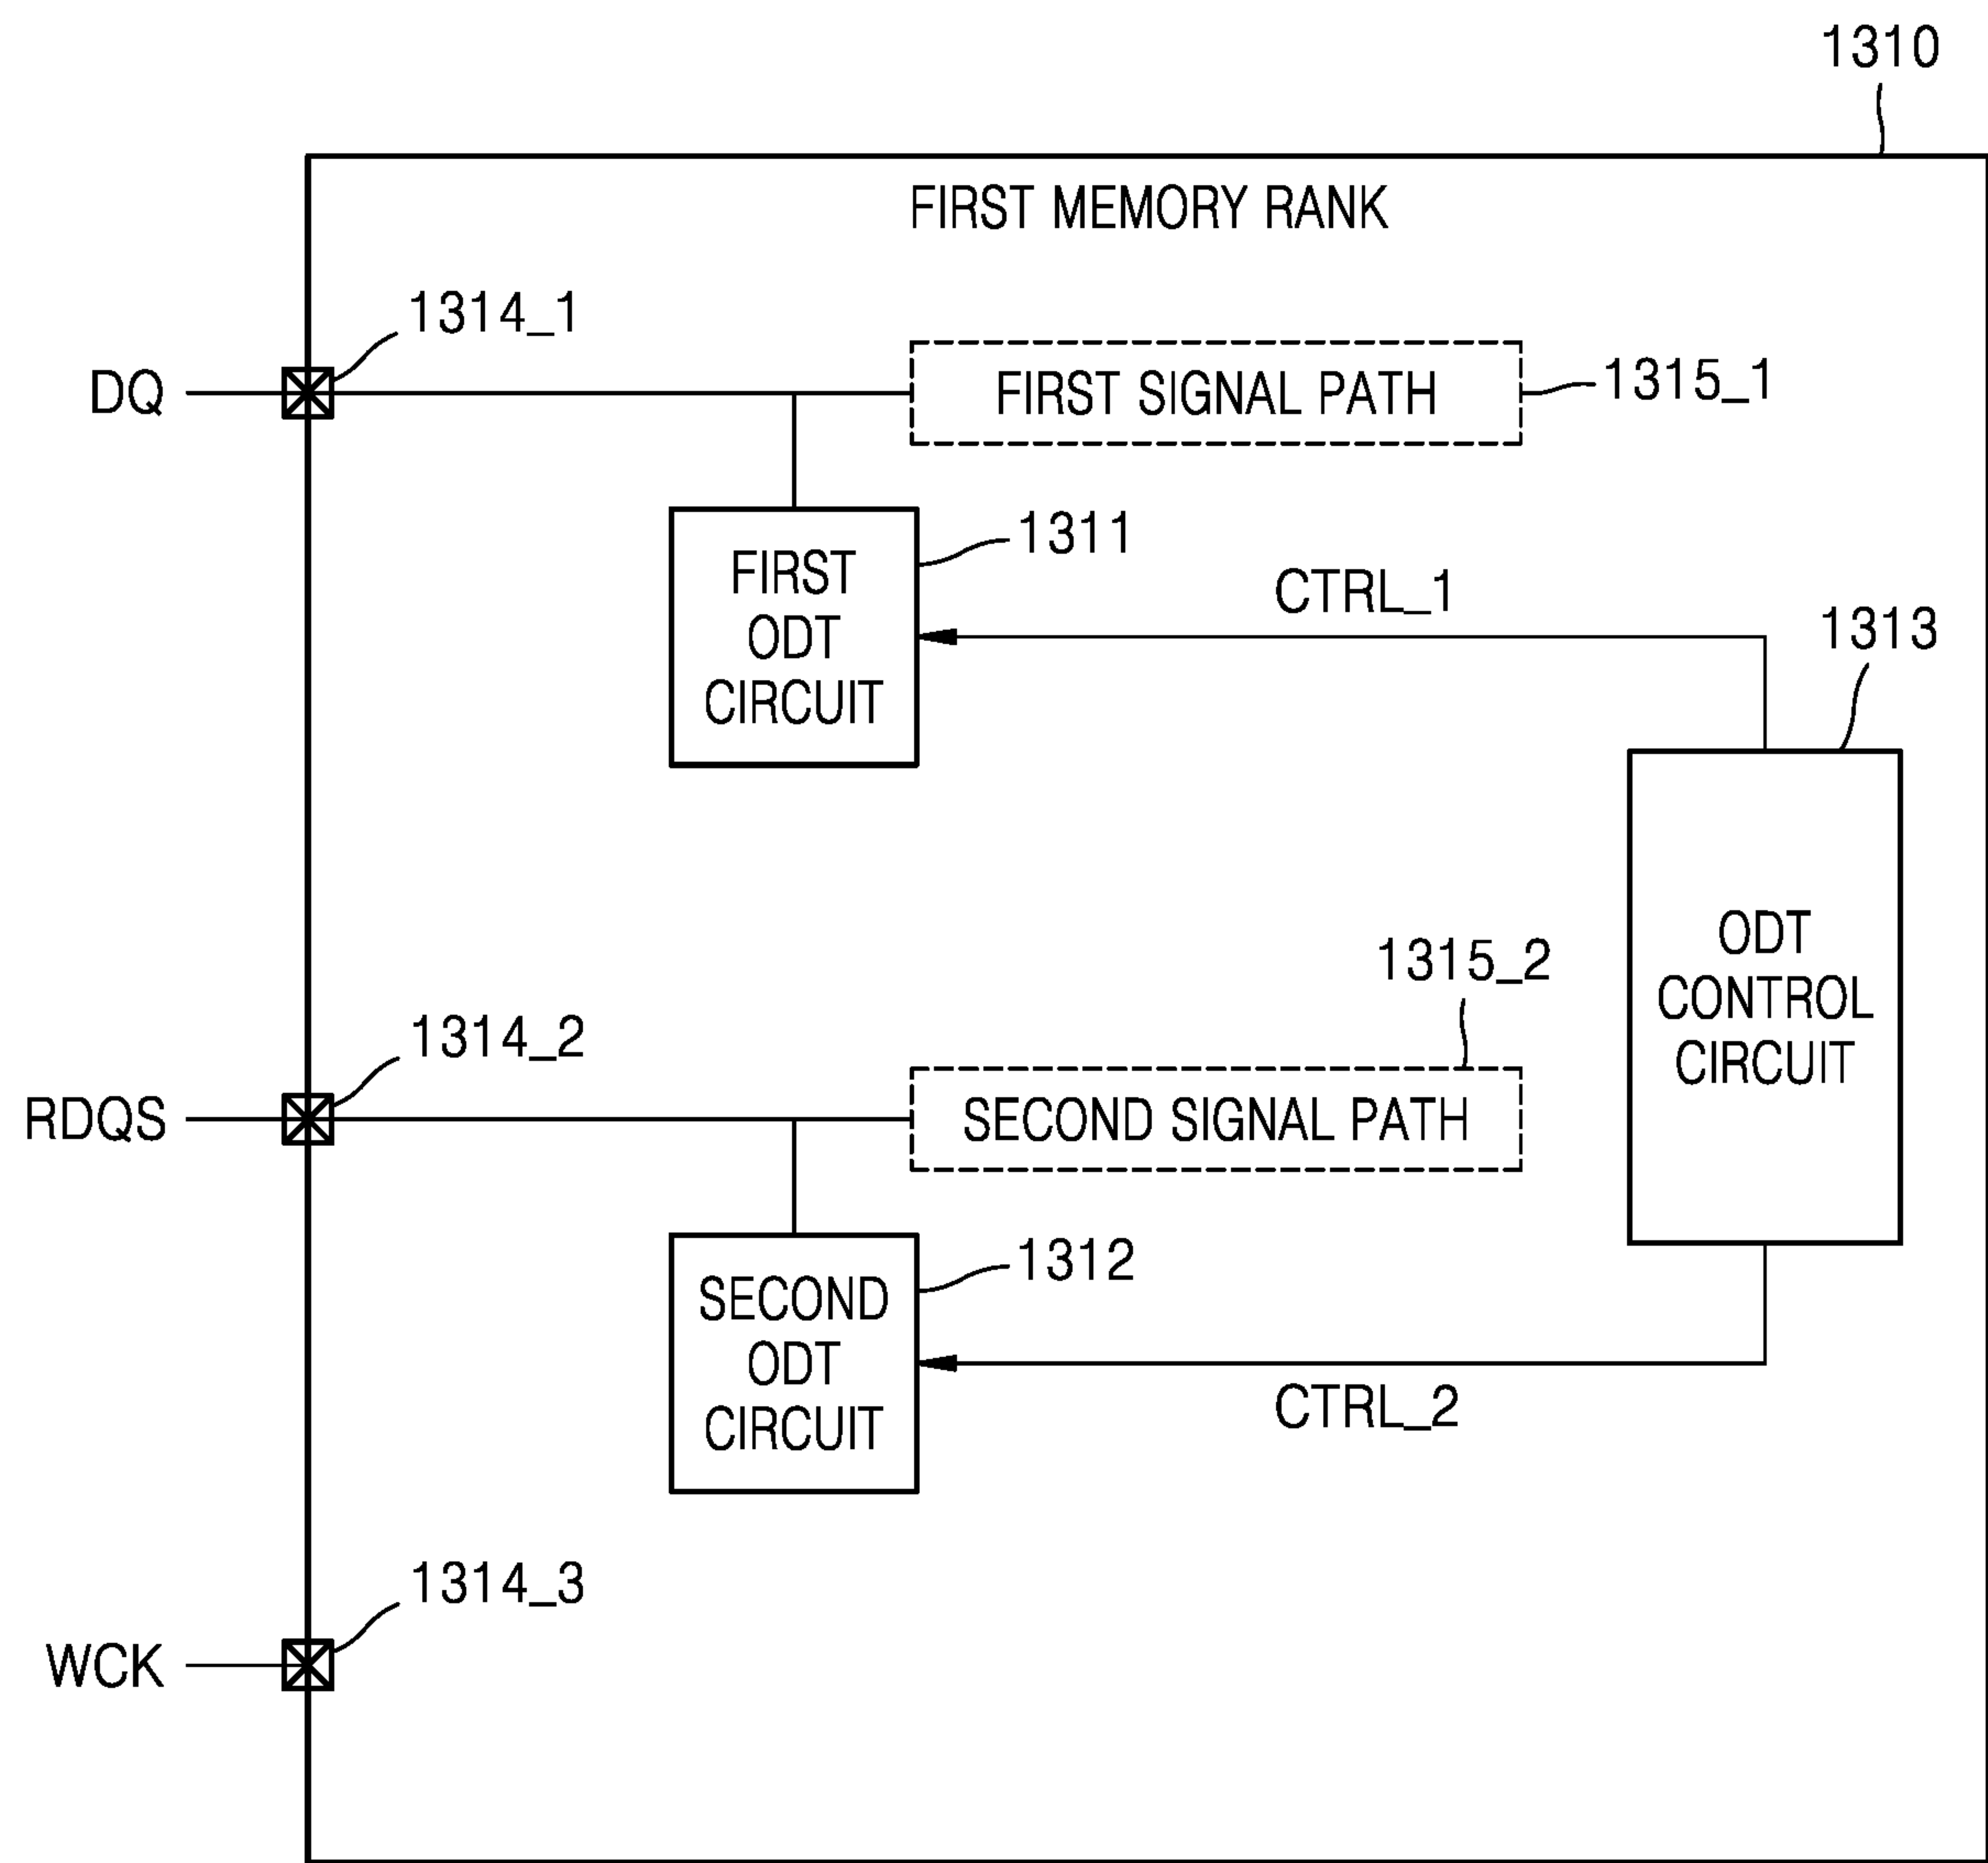 1310
FIRST MEMORY RANK
1314_1
DQ
FIRST SIGNAL PATH
1315_1
1311
FIRST
ODT
CIRCUIT
CTRL_1
1313
ODT
CONTROL
CIRCUIT
1315_2
1314_2
RDQS
SECOND SIGNAL PATH
1312
SECOND
ODT
CIRCUIT
CTRL_2
1314_3
WCK